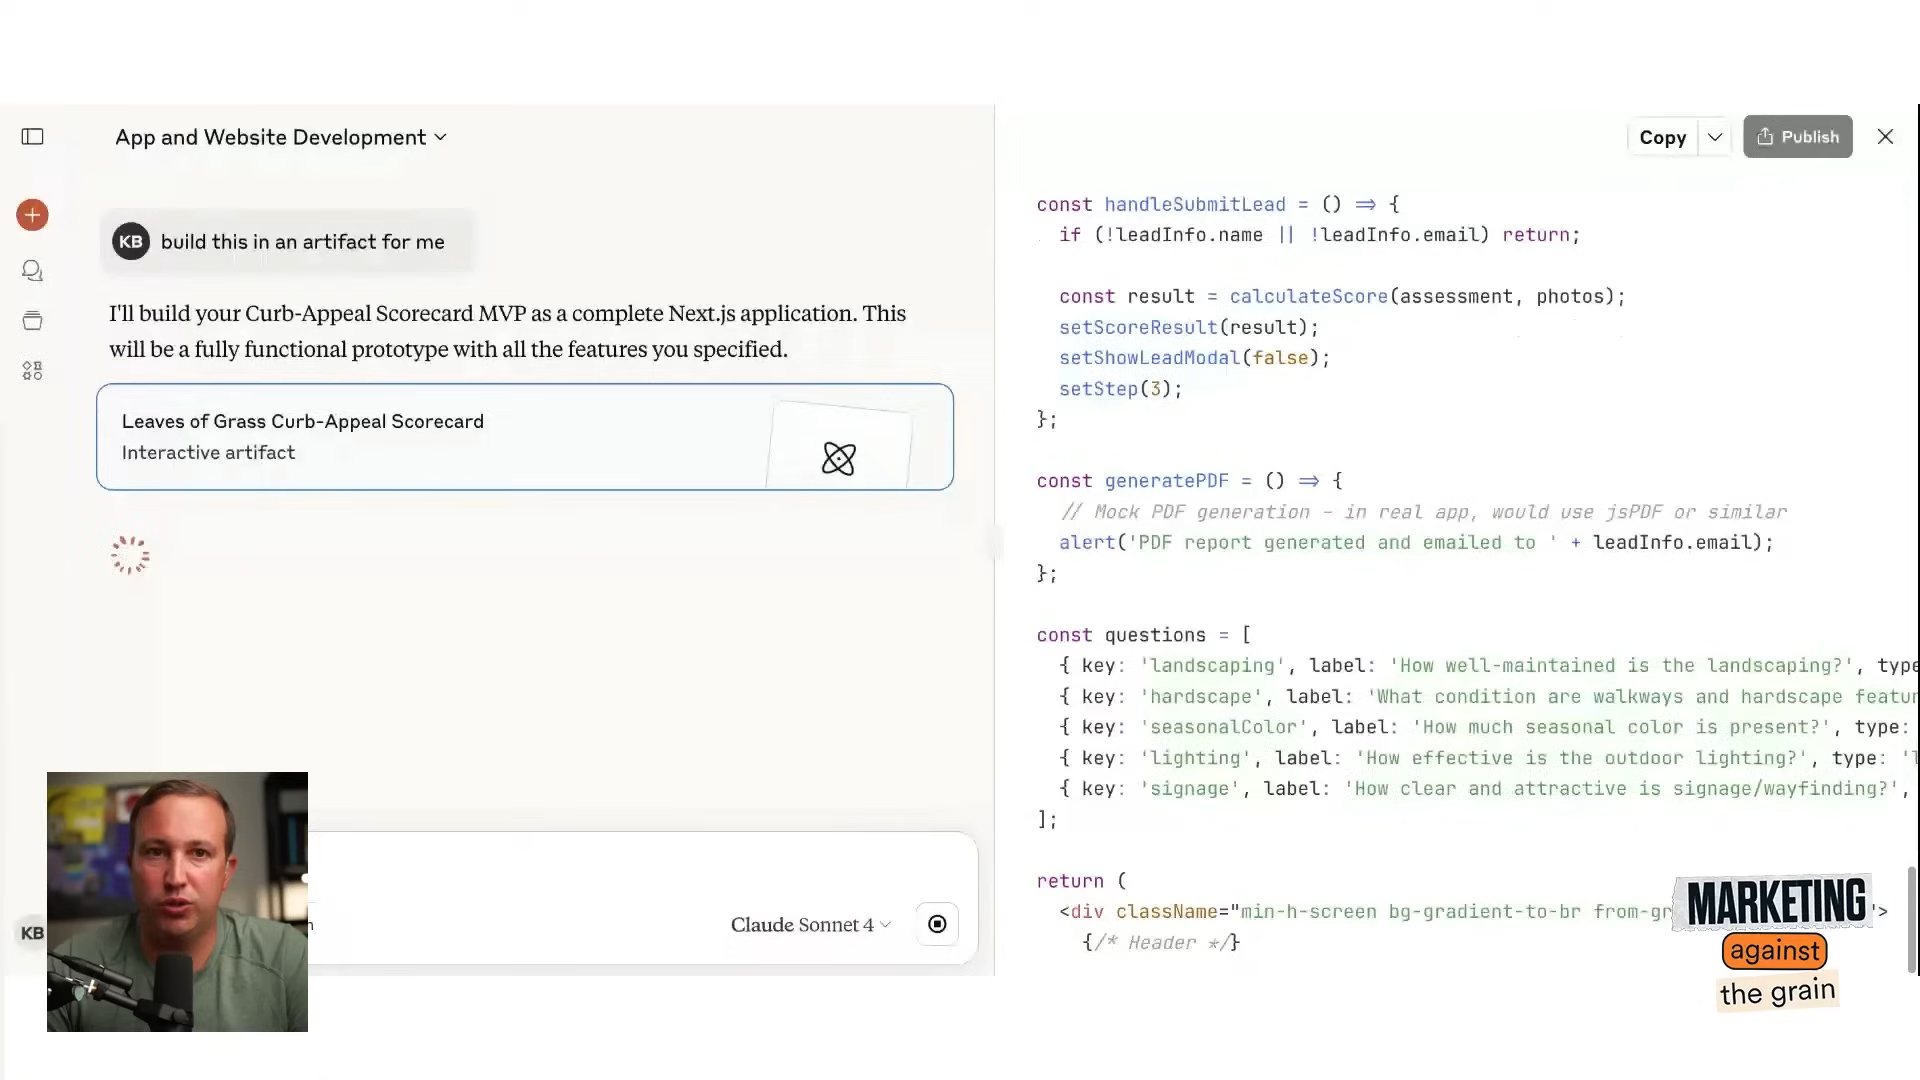 App and Website Development
Copy
Publish
KB
build this in an artifact for me
I'll build your Curb-Appeal Scorecard MVP as a complete Next.js application. This
will be a fully functional prototype with all the features you specified.
Leaves of Grass Curb-Appeal Scorecard
Interactive artifact
KB
Claude Sonnet 4
const handleSubmitLead = () => {
if (!leadInfo.name || !leadInfo.email) return;
const result = calculateScore(assessment, photos);
setScoreResult(result);
setShowLeadModal(false);
setStep(3);
};
const generatePDF = () => {
// Mock PDF generation - in real app, would use jsPDF or similar
alert('PDF report generated and emailed to ' + leadInfo.email);
};
const questions = [
{ key: 'landscaping', label: 'How well-maintained is the landscaping?', type
{ key: 'hardscape', label: 'What condition are walkways and hardscape featur
{ key: 'seasonalColor', label: 'How much seasonal color is present?', type:
{ key: 'lighting', label: 'How effective is the outdoor lighting?', type: '
{ key: 'signage', label: 'How clear and attractive is signage/wayfinding?',
];
return (
<div className="min-h-screen bg-gradient-to-br from-gr
{/* Header */}
MARKETING
against
the grain